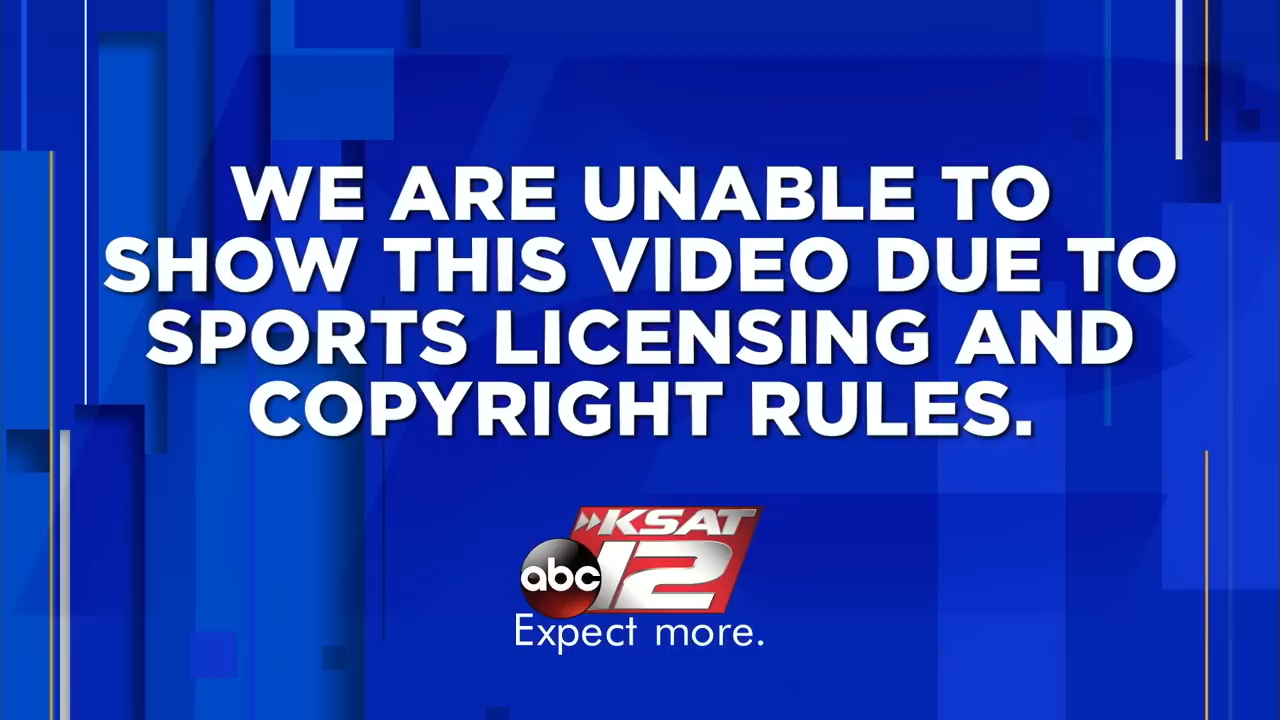 WE ARE UNABLE TO
SHOW THIS VIDEO DUE TO
SPORTS LICENSING AND
COPYRIGHT RULES.
KSAT
abc 12
Expect more.